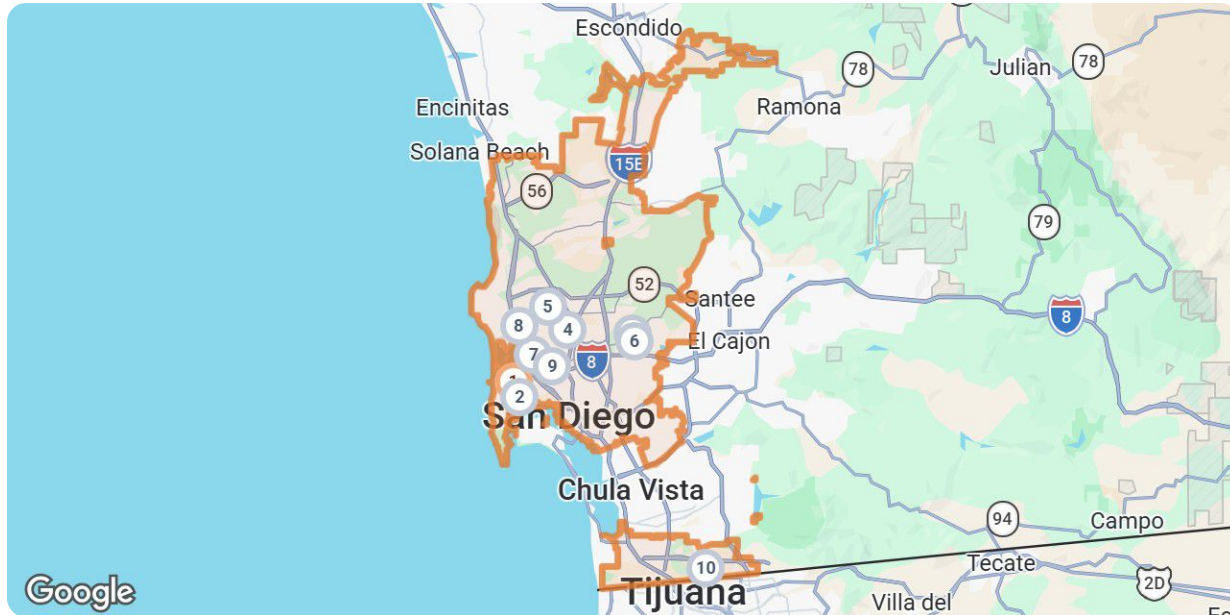 Escondido
78
Julian
78
Encinitas
Ramona
Solana Beach
15E
56
79
52
Santee
5
8
4
6
El Cajon
8
7
8
9
1
2
San Diego
Chula Vista
94
Campo
10
Tecate
Tijuana
2D
Villa del
Google